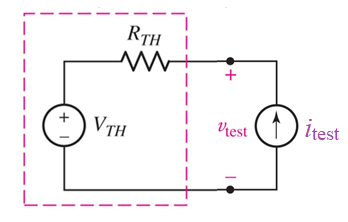 R_TH
+
+
V_TH
v_test
i_test
−
−